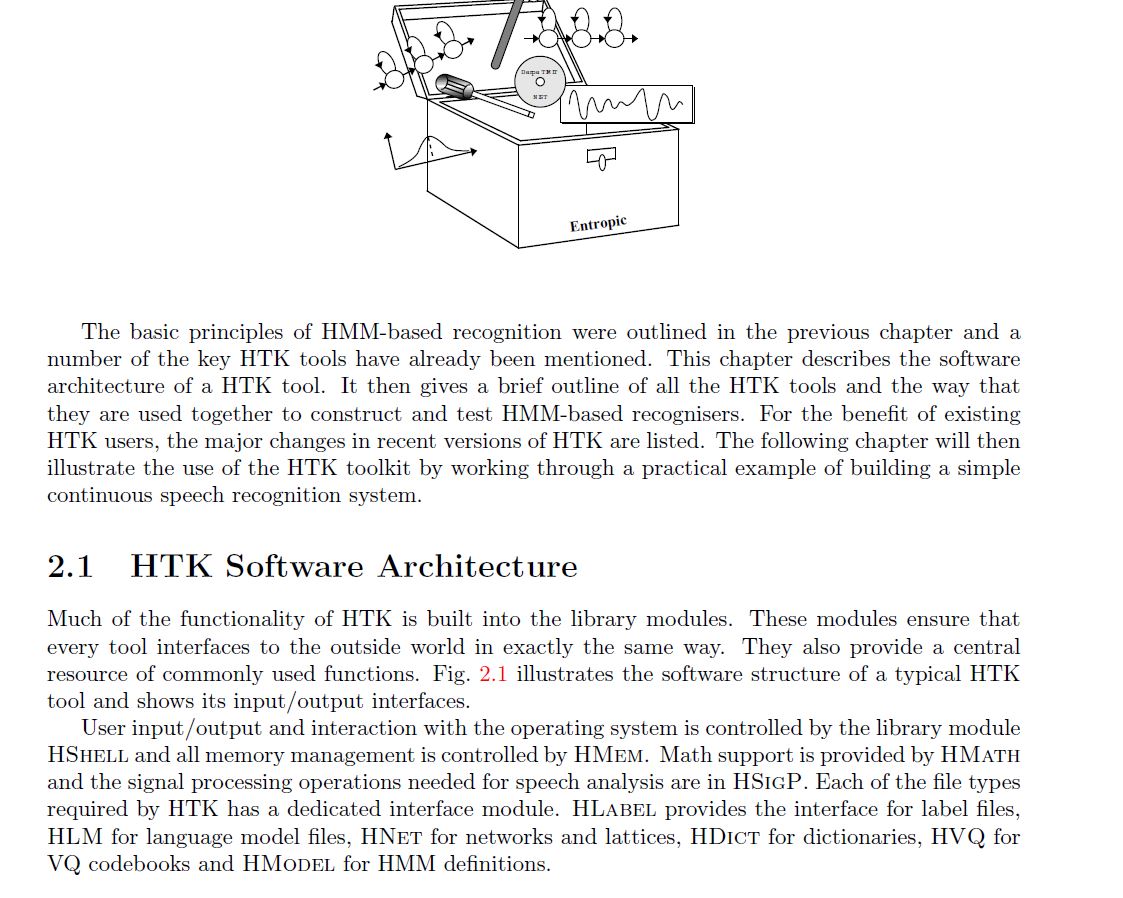 Darpa TMIT
NIST
Entropic
The basic principles of HMM-based recognition were outlined in the previous chapter and a
number of the key HTK tools have already been mentioned. This chapter describes the software
architecture of a HTK tool. It then gives a brief outline of all the HTK tools and the way that
they are used together to construct and test HMM-based recognisers. For the benefit of existing
HTK users, the major changes in recent versions of HTK are listed. The following chapter will then
illustrate the use of the HTK toolkit by working through a practical example of building a simple
continuous speech recognition system.
2.1 HTK Software Architecture
Much of the functionality of HTK is built into the library modules. These modules ensure that
every tool interfaces to the outside world in exactly the same way. They also provide a central
resource of commonly used functions. Fig. 2.1 illustrates the software structure of a typical HTK
tool and shows its input/output interfaces.
User input/output and interaction with the operating system is controlled by the library module
HSHELL and all memory management is controlled by HMEM. Math support is provided by HMATH
and the signal processing operations needed for speech analysis are in HSIGP. Each of the file types
required by HTK has a dedicated interface module. HLABEL provides the interface for label files,
HLM for language model files, HNET for networks and lattices, HDICT for dictionaries, HVQ for
VQ codebooks and HMODEL for HMM definitions.